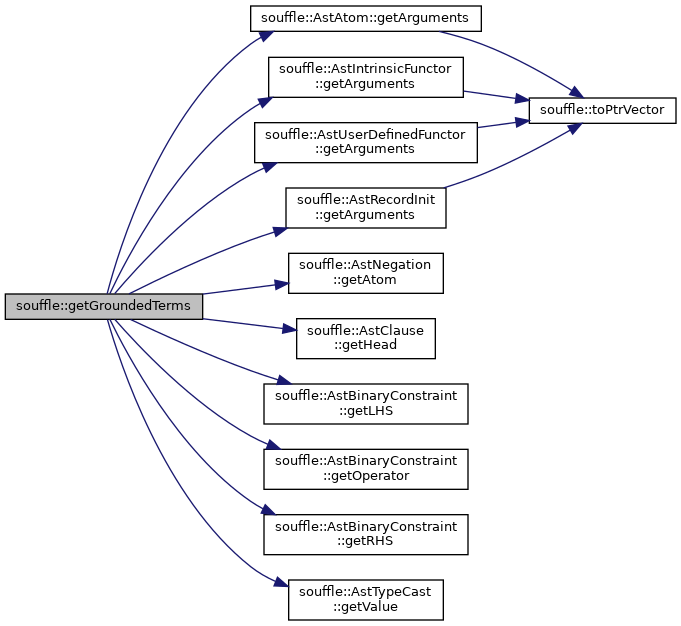 souffle::AstAtom::getArguments
souffle::AstIntrinsicFunctor
::getArguments
souffle::toPtrVector
souffle::AstUserDefinedFunctor
::getArguments
souffle::AstRecordInit
::getArguments
souffle::AstNegation
::getAtom
souffle::getGroundedTerms
souffle::AstClause
::getHead
souffle::AstBinaryConstraint
::getLHS
souffle::AstBinaryConstraint
::getOperator
souffle::AstBinaryConstraint
::getRHS
souffle::AstTypeCast
::getValue